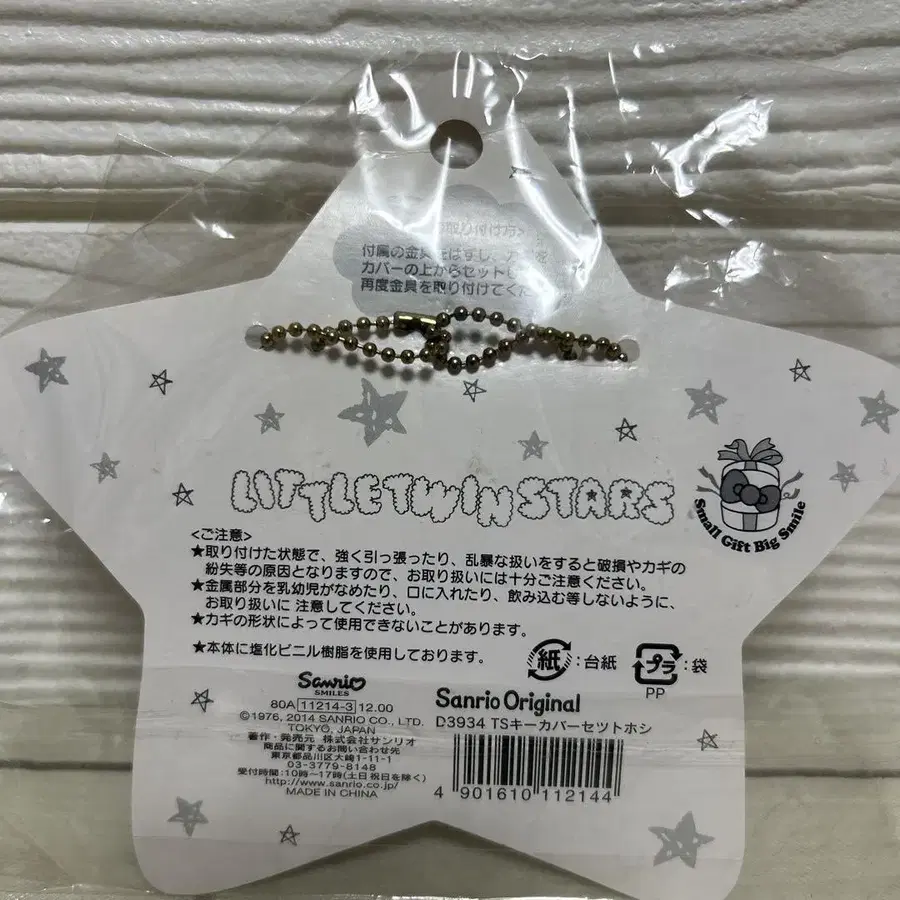 取り付け方>
付属の金具をはずし、
カバーの上からセットし
再度金具を取り付けてくだ
LITTLETWINSTARS
Small Gift Big Smile
<ご注意>
★取り付けた状態で、強く引っ張ったり、乱暴な扱いをすると破損やカギの
紛失等の原因となりますので、お取り扱いには十分ご注意ください。
★金属部分を乳幼児がなめたり、口に入れたり、飲み込む等しないように、
お取り扱いに 注意してください。
★カギの形状によって使用できないことがあります。
★本体に塩化ビニル樹脂を使用しております。
紙:台紙
プラ:袋
PP
Sanrio
SMILES
80A 11214-3 12.00
©1976, 2014 SANRIO CO., LTD.
TOKYO, JAPAN
著作・発売元 株式会社サンリオ
商品に関するお問い合わせ先
東京都品川区大崎1-11-1
03-3779-8148
受付時間:10時〜17時(土日祝日を除く)
http://www.sanrio.co.jp/
MADE IN CHINA
Sanrio Original
D3934 TSキーカバーセットホシ
4 901610 112144